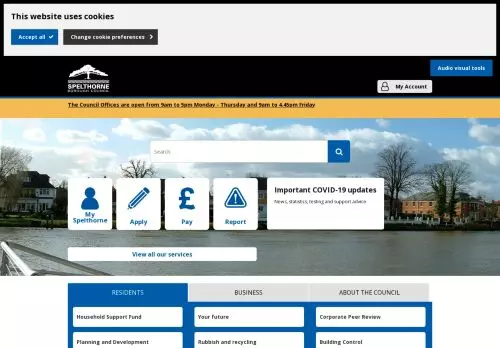 This website uses cookies
Accept all
Change cookie preferences
Audio visual tools
SPELTHORNE
BOROUGH COUNCIL
My Account
The Council Offices are open from 9am to 5pm Monday - Thursday and 9am to 4.45pm Friday
Search
My Spelthorne
Apply
£
Pay
Report
Important COVID-19 updates
News, statistics, testing and support advice
View all our services
RESIDENTS
BUSINESS
ABOUT THE COUNCIL
Household Support Fund
Your future
Corporate Peer Review
Planning and Development
Rubbish and recycling
Building Control